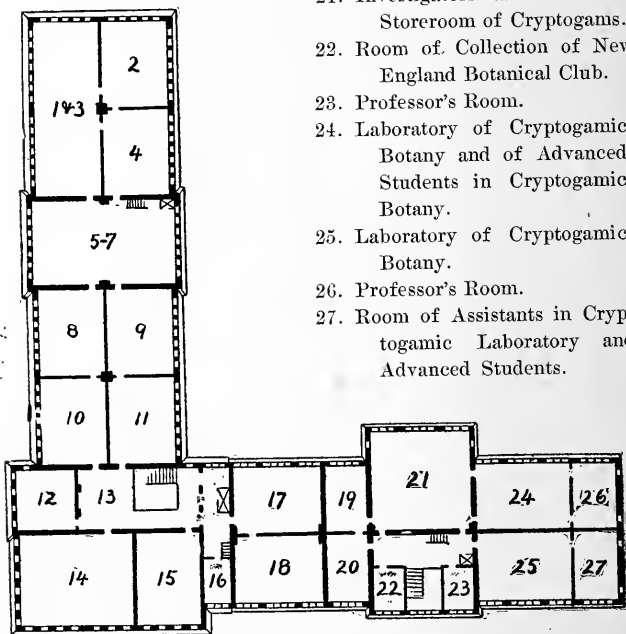 Storeroom of Cryptogams.
22. Room of Collection of New
England Botanical Club.
23. Professor's Room.
24. Laboratory of Cryptogamic
Botany and of Advanced
Students in Cryptogamic
Botany.
25. Laboratory of Cryptogamic
Botany.
26. Professor's Room.
27. Room of Assistants in Cryp
togamic Laboratory and
Advanced Students.
2
1&3
4
5-7
8 9
10 11
12 13 17 19 21 24 26
14 15 16 18 20 22 23 25 27